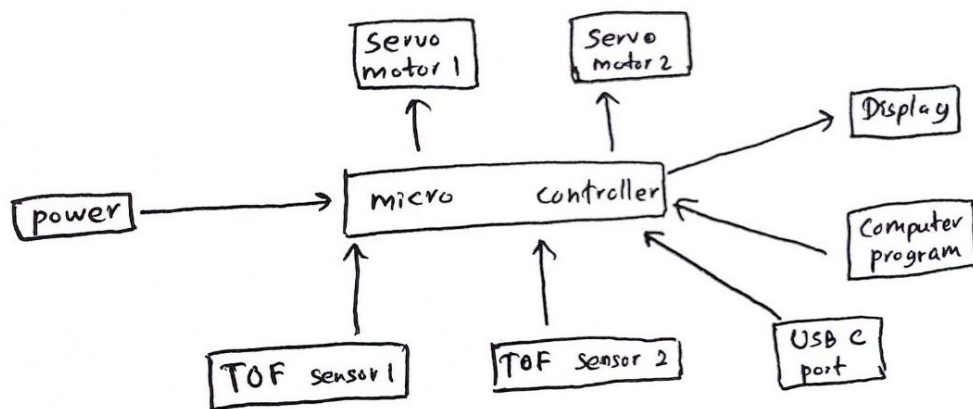 Servo
motor 1
Servo
motor 2
Display
micro controller
power
Computer
program
USB C
port
TOF sensor 1
TOF sensor 2